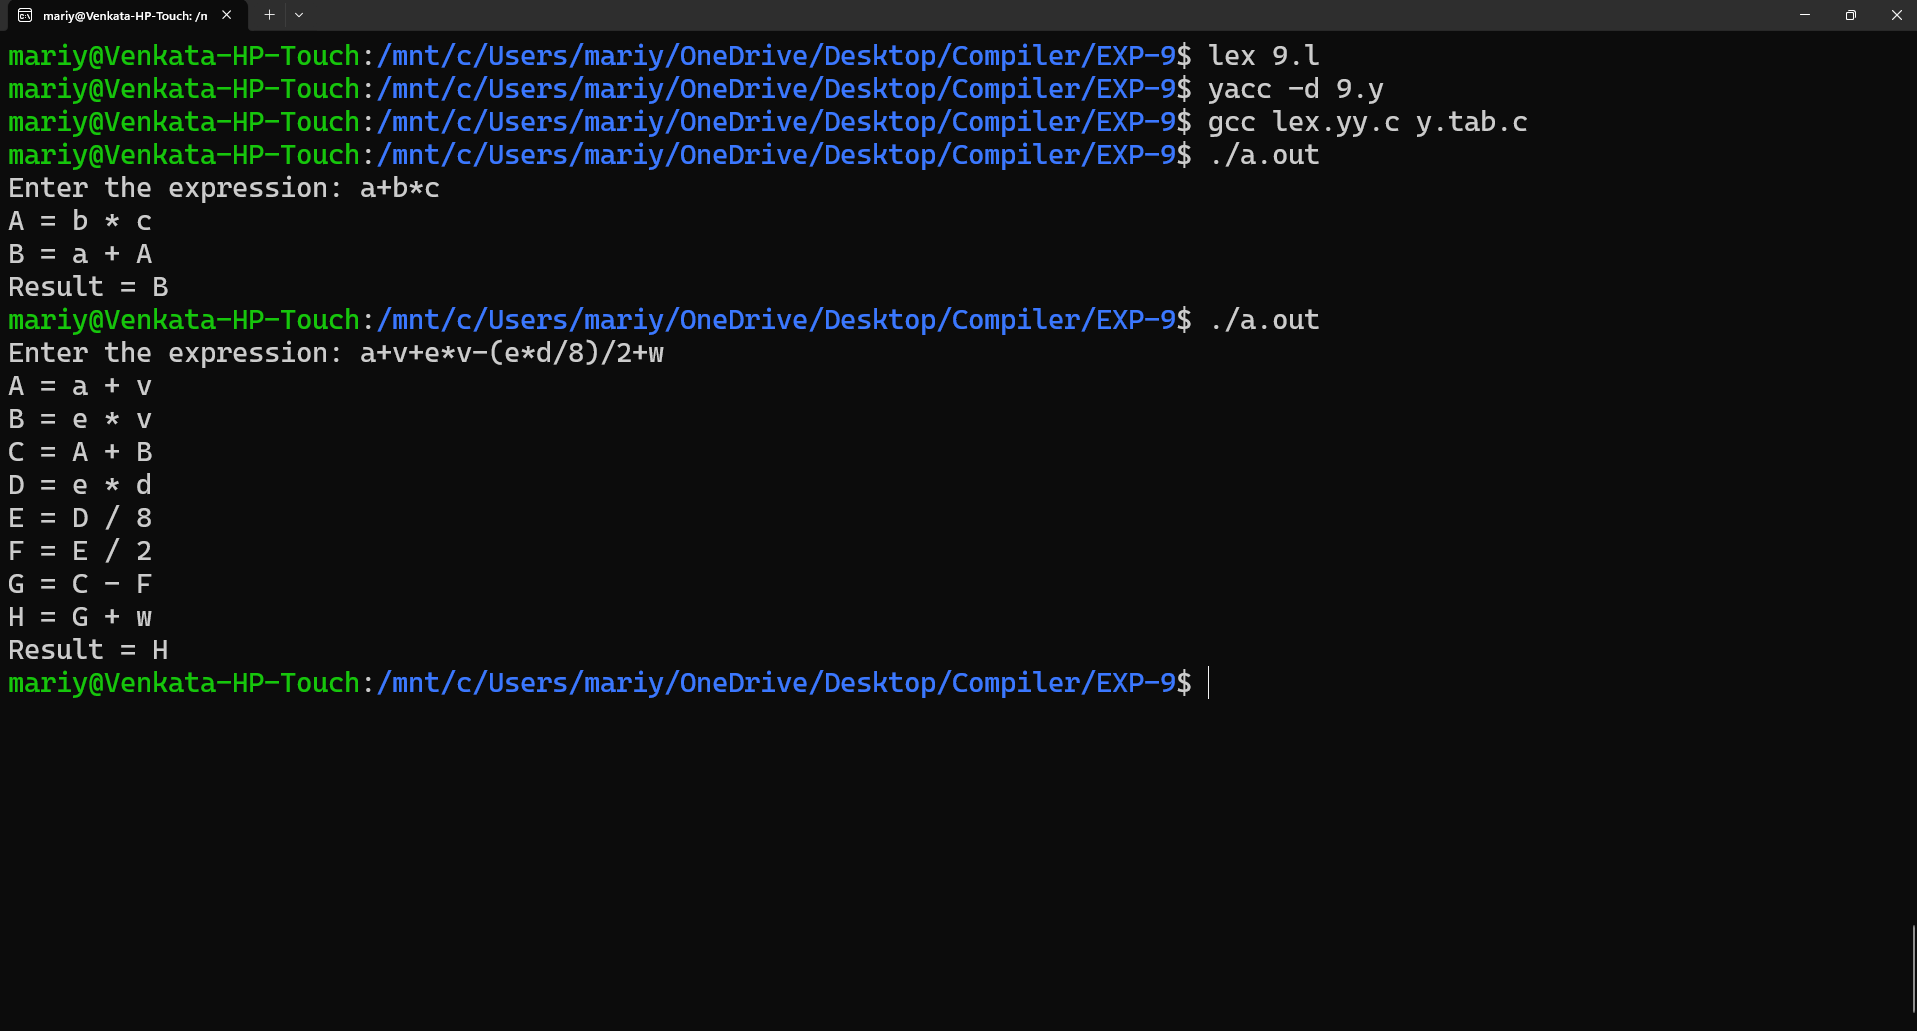 mariy@Venkata-HP-Touch: /n
mariy@Venkata-HP-Touch:/mnt/c/Users/mariy/OneDrive/Desktop/Compiler/EXP-9$ lex 9.l
mariy@Venkata-HP-Touch:/mnt/c/Users/mariy/OneDrive/Desktop/Compiler/EXP-9$ yacc -d 9.y
mariy@Venkata-HP-Touch:/mnt/c/Users/mariy/OneDrive/Desktop/Compiler/EXP-9$ gcc lex.yy.c y.tab.c
mariy@Venkata-HP-Touch:/mnt/c/Users/mariy/OneDrive/Desktop/Compiler/EXP-9$ ./a.out
Enter the expression: a+b*c
A = b * c
B = a + A
Result = B
mariy@Venkata-HP-Touch:/mnt/c/Users/mariy/OneDrive/Desktop/Compiler/EXP-9$ ./a.out
Enter the expression: a+v+e*v-(e*d/8)/2+w
A = a + v
B = e * v
C = A + B
D = e * d
E = D / 8
F = E / 2
G = C - F
H = G + w
Result = H
mariy@Venkata-HP-Touch:/mnt/c/Users/mariy/OneDrive/Desktop/Compiler/EXP-9$